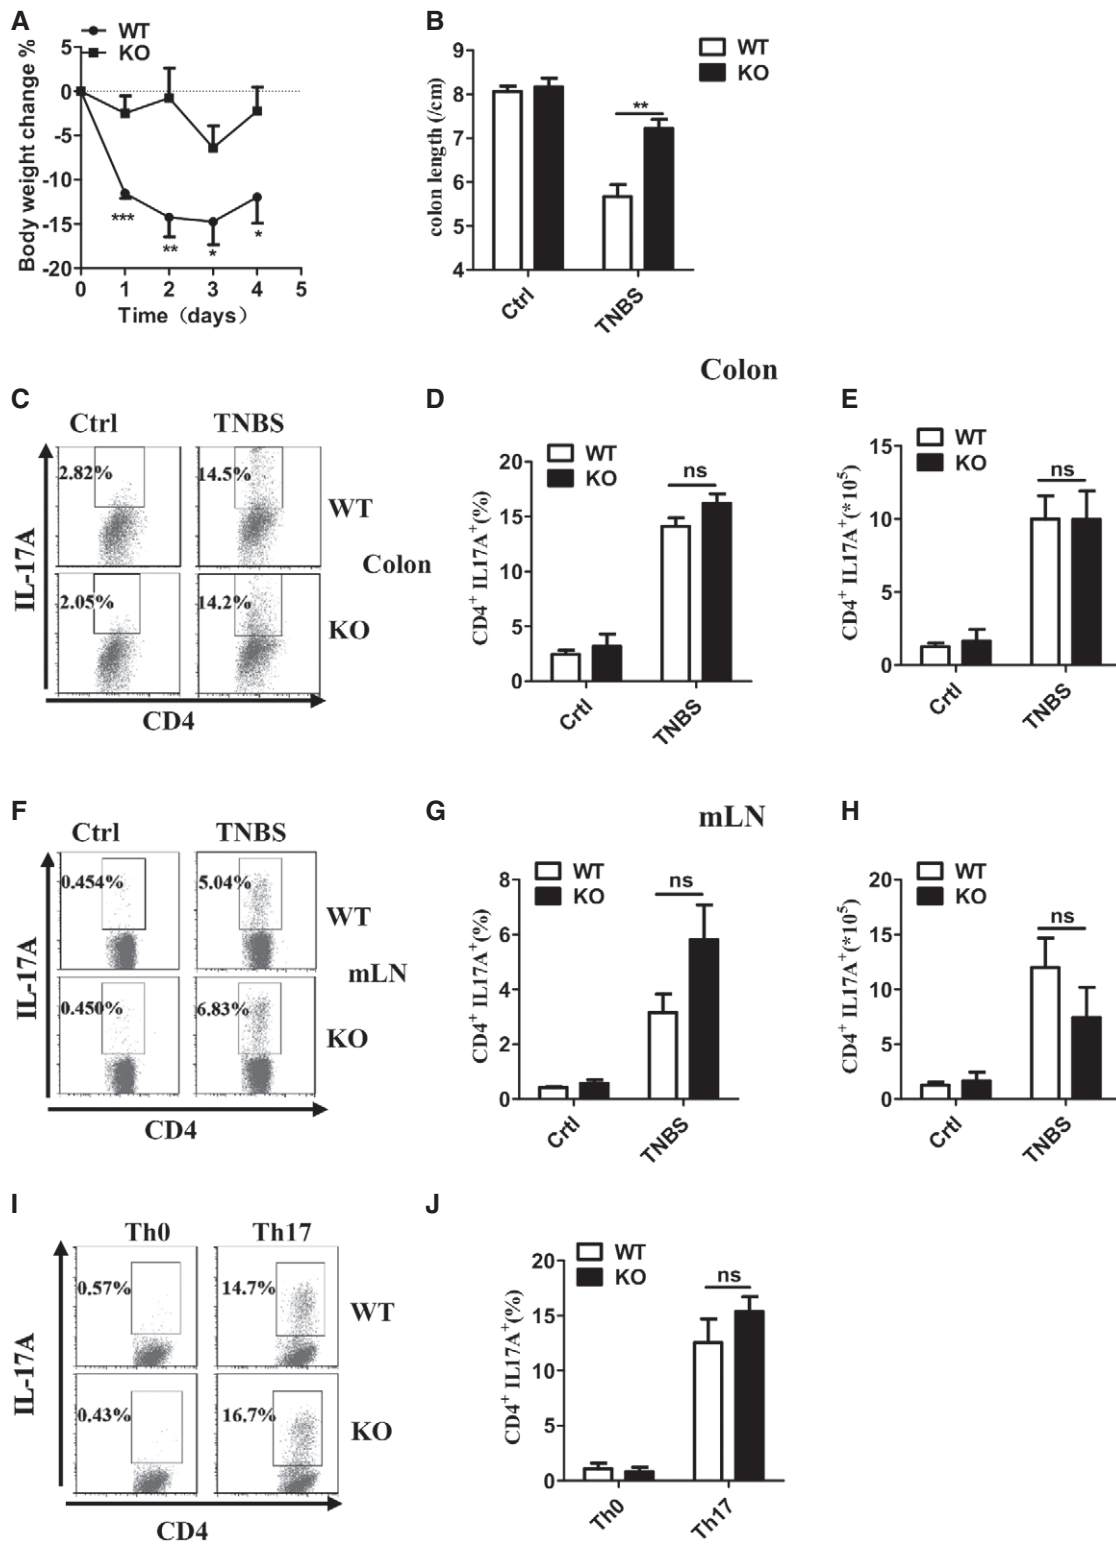 A
WT
KO
Body weight change %
5
0
-5
-10
-15
-20
***
**
*
*
0 1 2 3 4 5
Time（days）
B
WT
KO
colon length (/cm)
9
8
7
6
5
4
**
Ctrl
TNBS
Colon
C
Ctrl
TNBS
2.82%
14.5%
WT
Colon
2.05%
14.2%
KO
IL-17A
CD4
D
WT
KO
CD4+ IL17A+(%)
20
15
10
5
0
ns
Crtl
TNBS
E
WT
KO
CD4+ IL17A+(*10⁵)
15
10
5
0
ns
Crtl
TNBS
mLN
F
Ctrl
TNBS
0.454%
5.04%
WT
mLN
0.450%
6.83%
KO
IL-17A
CD4
G
WT
KO
CD4+ IL17A+(%)
8
6
4
2
0
ns
Crtl
TNBS
H
WT
KO
CD4+ IL17A+(*10⁵)
20
15
10
5
0
ns
Crtl
TNBS
I
Th0
Th17
0.57%
14.7%
WT
0.43%
16.7%
KO
IL-17A
CD4
J
WT
KO
CD4+ IL17A+(%)
20
15
10
5
0
ns
Th0
Th17